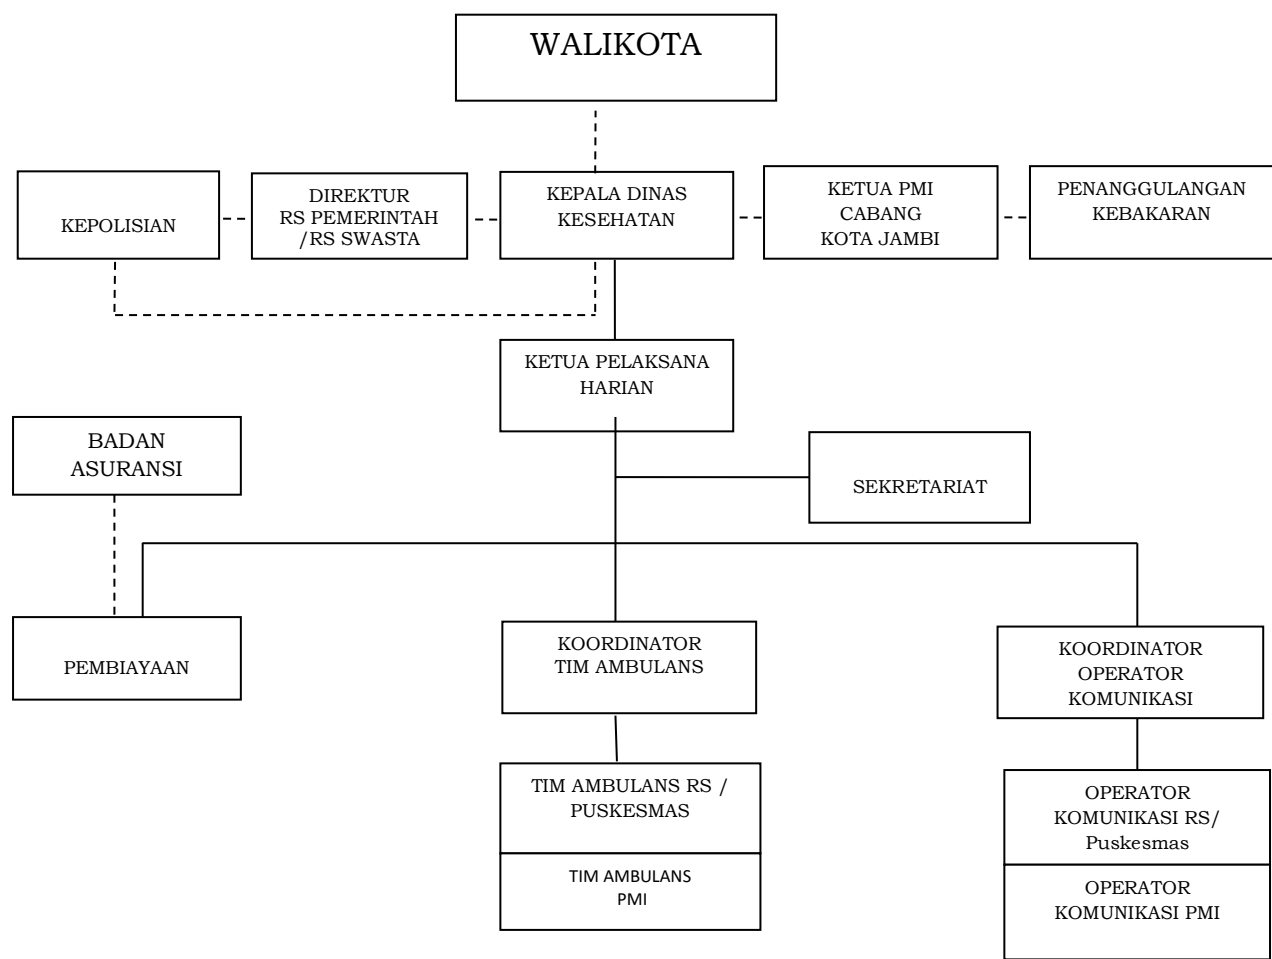 WALIKOTA
KEPOLISIAN
DIREKTUR
RS PEMERINTAH
/RS SWASTA
KEPALA DINAS
KESEHATAN
KETUA PMI
CABANG
KOTA JAMBI
PENANGGULANGAN
KEBAKARAN
KETUA PELAKSANA
HARIAN
BADAN
ASURANSI
SEKRETARIAT
PEMBIAYAAN
KOORDINATOR
TIM AMBULANS
KOORDINATOR
OPERATOR
KOMUNIKASI
TIM AMBULANS RS /
PUSKESMAS
TIM AMBULANS
PMI
OPERATOR
KOMUNIKASI RS/
Puskesmas
OPERATOR
KOMUNIKASI PMI